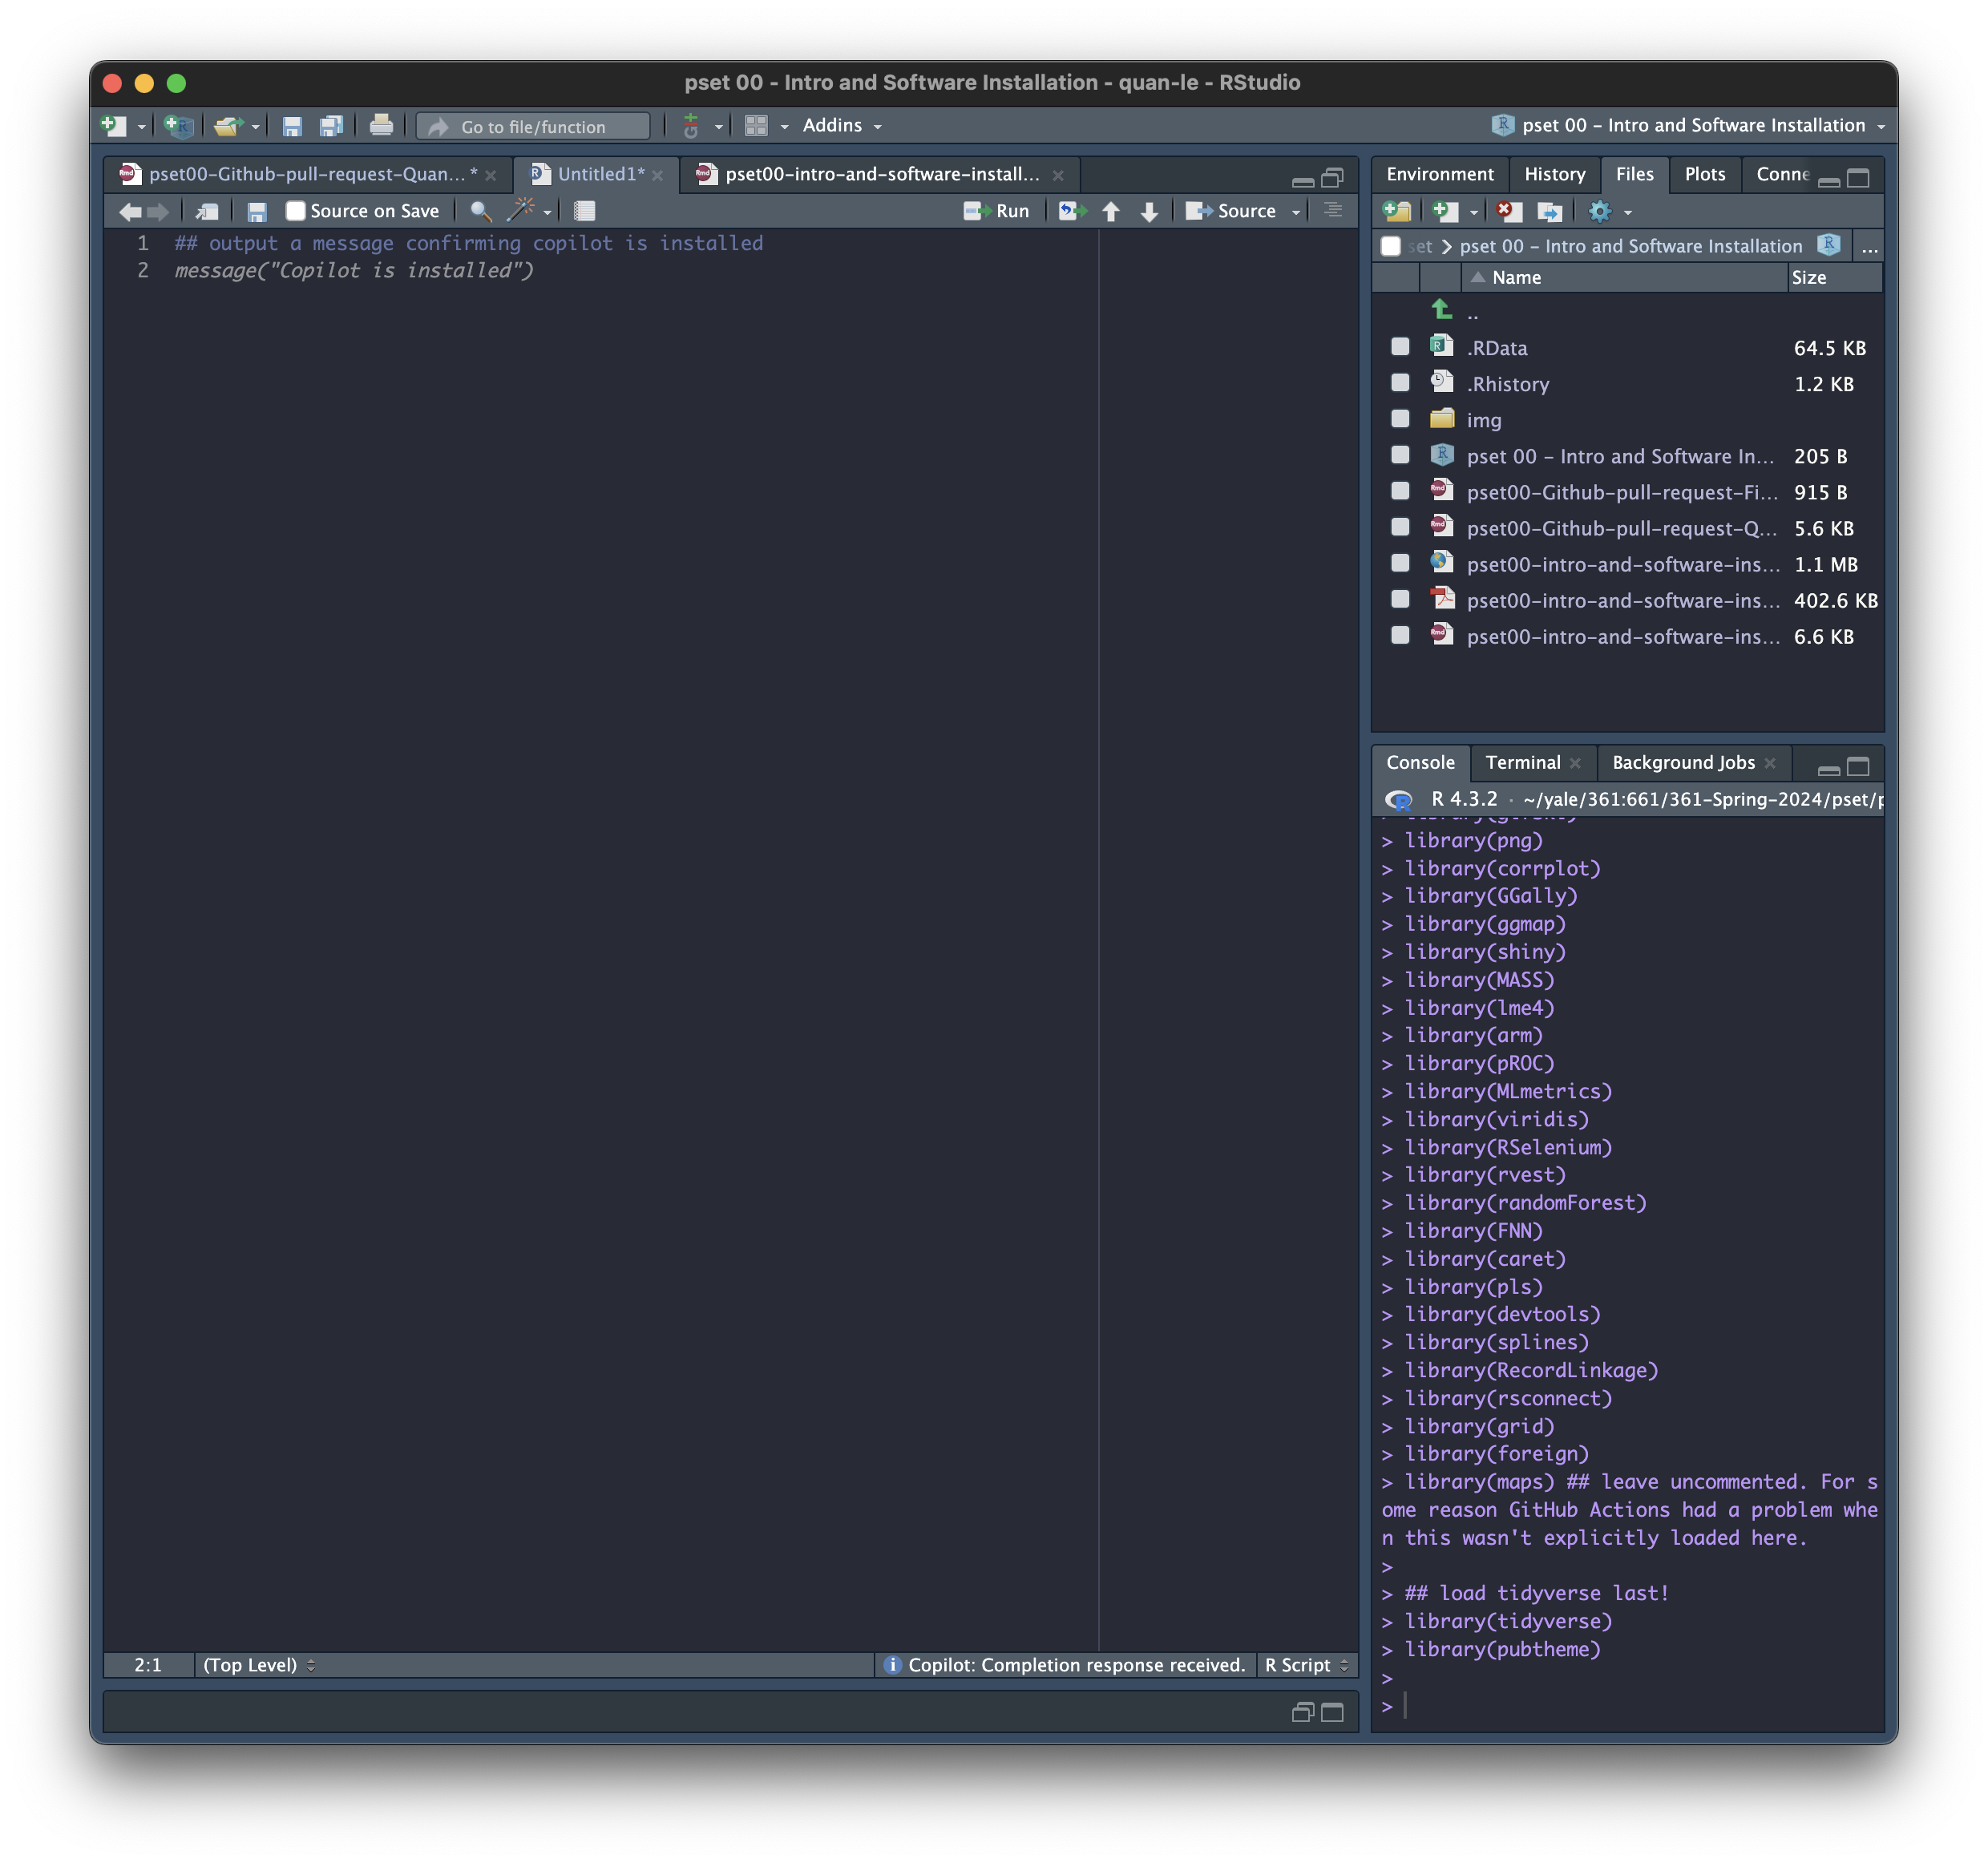 pset 00 - Intro and Software Installation - quan-le - RStudio
Go to file/function
Addins
pset 00 – Intro and Software Installation
pset00-Github-pull-request-Quan... *
Untitled1*
pset00-intro-and-software-install...
Source on Save
Run
Source
1 ## output a message confirming copilot is installed
2 message("Copilot is installed")
2:1
(Top Level)
Copilot: Completion response received.
R Script
Environment
History
Files
Plots
Conne
set
pset 00 – Intro and Software Installation
...
Name
Size
..
.RData 64.5 KB
.Rhistory 1.2 KB
img
pset 00 – Intro and Software In... 205 B
pset00-Github-pull-request-Fi... 915 B
pset00-Github-pull-request-Q... 5.6 KB
pset00-intro-and-software-ins... 1.1 MB
pset00-intro-and-software-ins... 402.6 KB
pset00-intro-and-software-ins... 6.6 KB
Console
Terminal
Background Jobs
R 4.3.2 · ~/yale/361:661/361-Spring-2024/pset/p
> library(png)
> library(corrplot)
> library(GGally)
> library(ggmap)
> library(shiny)
> library(MASS)
> library(lme4)
> library(arm)
> library(pROC)
> library(MLmetrics)
> library(viridis)
> library(RSelenium)
> library(rvest)
> library(randomForest)
> library(FNN)
> library(caret)
> library(pls)
> library(devtools)
> library(splines)
> library(RecordLinkage)
> library(rsconnect)
> library(grid)
> library(foreign)
> library(maps) ## leave uncommented. For s
ome reason GitHub Actions had a problem whe
n this wasn't explicitly loaded here.
>
> ## load tidyverse last!
> library(tidyverse)
> library(pubtheme)
>
>